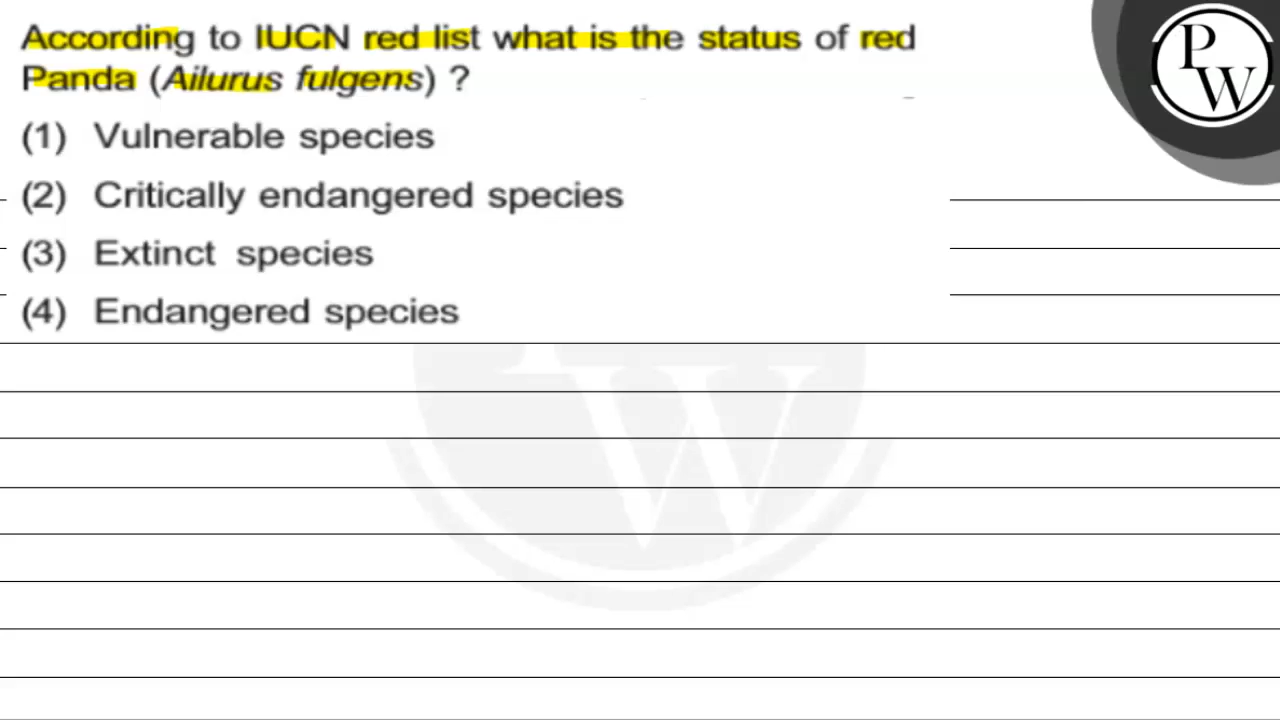 According to IUCN red list what is the status of red
Panda (Ailurus fulgens) ?
(1) Vulnerable species
(2) Critically endangered species
(3) Extinct species
(4) Endangered species
P
W
W